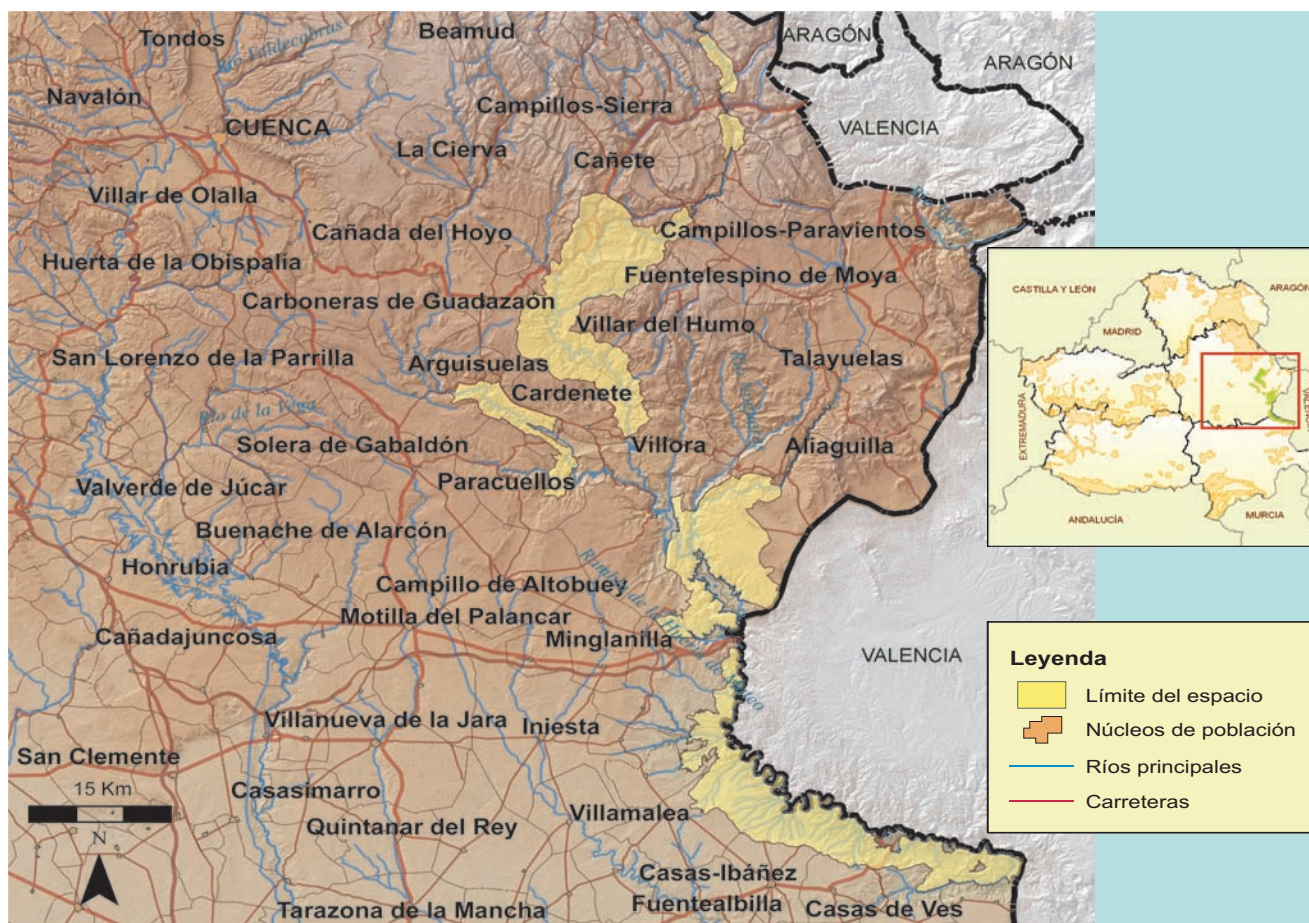 Tondos
Río Valdecabras
Beamud
ARAGÓN
ARAGÓN
Navalón
CUENCA
Campillos-Sierra
VALENCIA
La Cierva
Cañete
Villar de Olalla
Cañada del Hoyo
Campillos-Paravientos
Huerta de la Obispalía
Fuentelespino de Moya
Carboneras de Guadazaón
Villar del Humo
San Lorenzo de la Parrilla
Arguisuelas
Talayuelas
Cardenete
Río de la Vega
Solera de Gabaldón
Víllora
Aliaguilla
Valverde de Júcar
Paracuellos
Buenache de Alarcón
Honrubia
Campillo de Altobuey
Motilla del Palancar
Cañadajuncosa
Minglanilla
VALENCIA
Villanueva de la Jara
Iniesta
San Clemente
15 Km
Casasimarro
Villamalea
N
Quintanar del Rey
Casas-Ibáñez
Fuentealbilla
Tarazona de la Mancha
Casas de Ves
CASTILLA Y LEÓN
ARAGÓN
MADRID
EXTREMADURA
ANDALUCÍA
MURCIA
Leyenda
Límite del espacio
Núcleos de población
Ríos principales
Carreteras